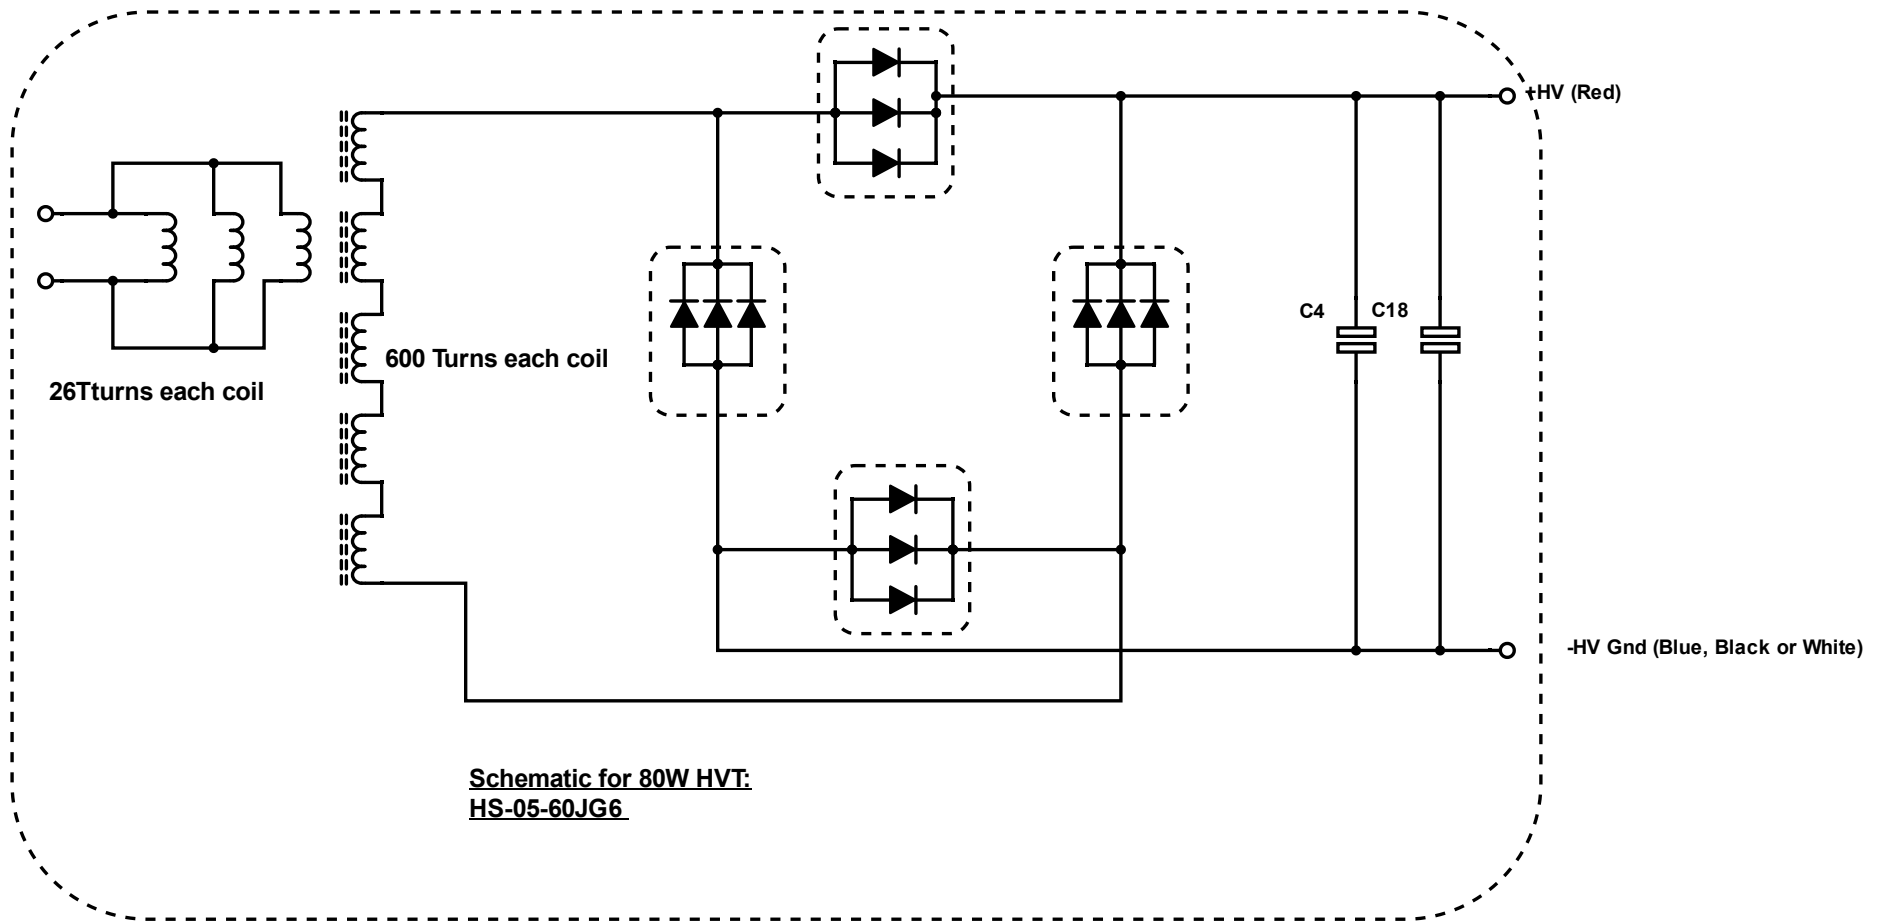 +HV (Red)
C4
C18
600 Turns each coil
26Tturns each coil
-HV Gnd (Blue, Black or White)
Schematic for 80W HVT:
HS-05-60JG6